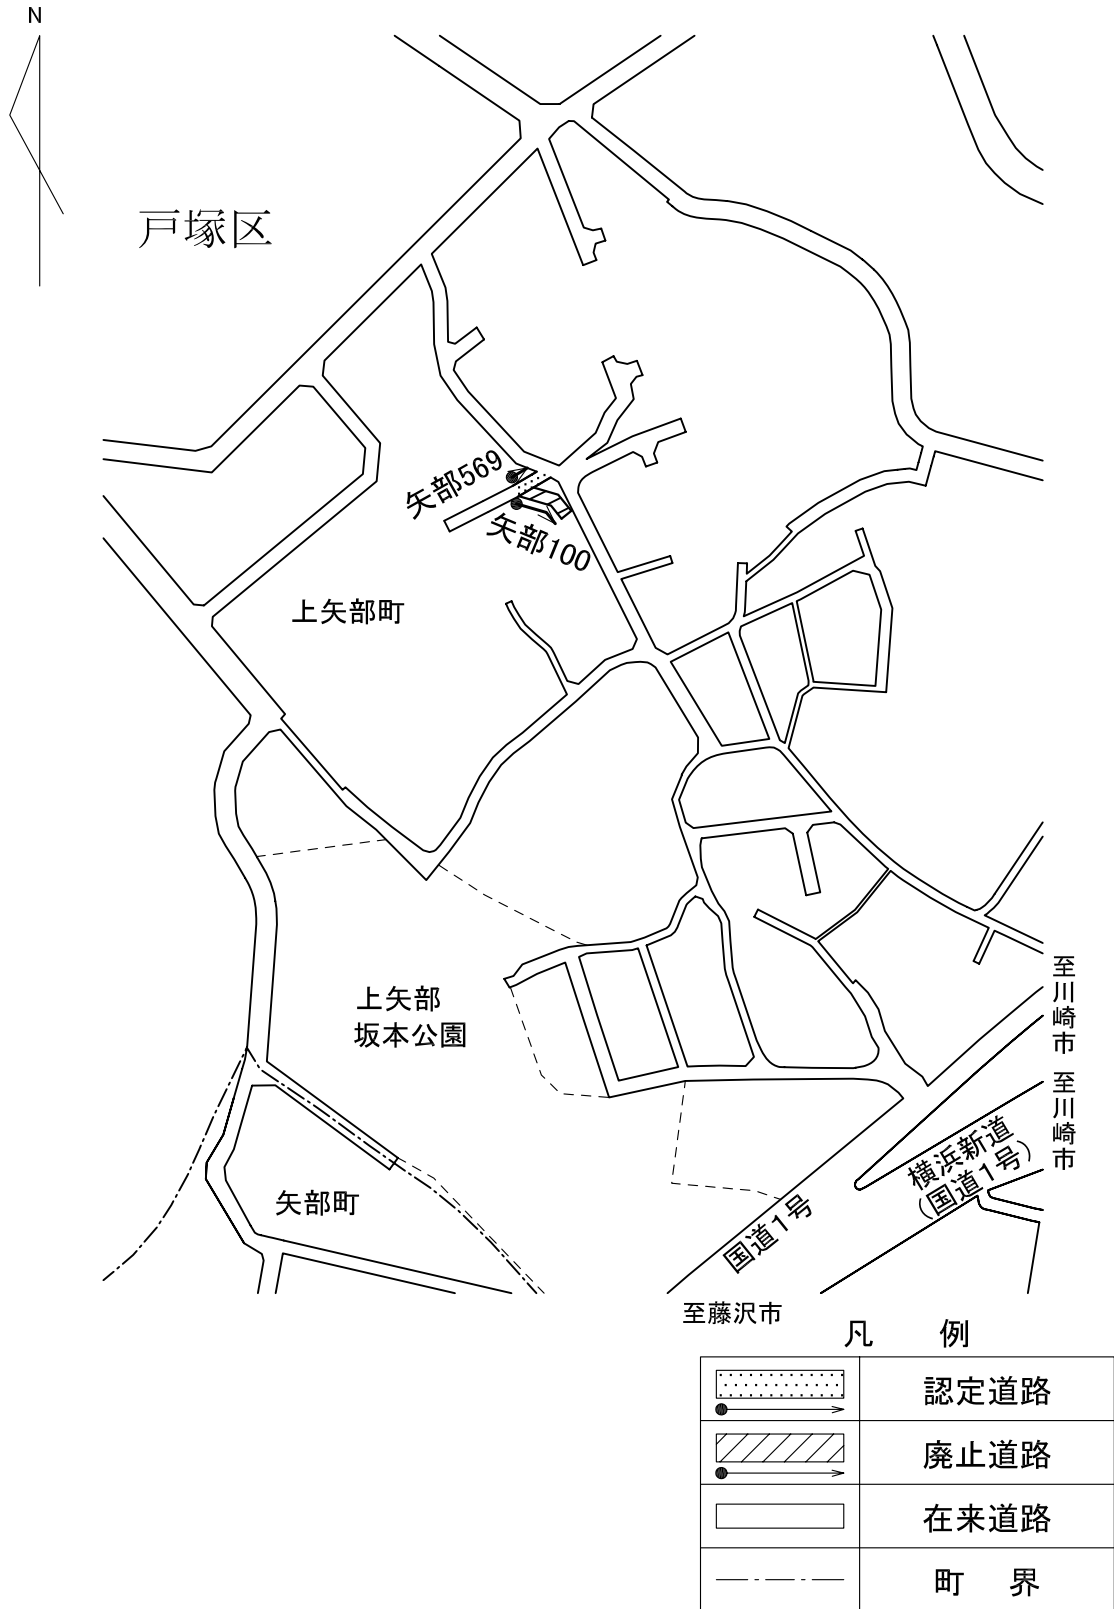 N
戸塚区
矢部569
矢部100
上矢部町
上矢部
坂本公園
至川崎市
至川崎市
横浜新道
(国道1号)
矢部町
国道1号
至藤沢市
凡 例
認定道路
廃止道路
在来道路
町 界